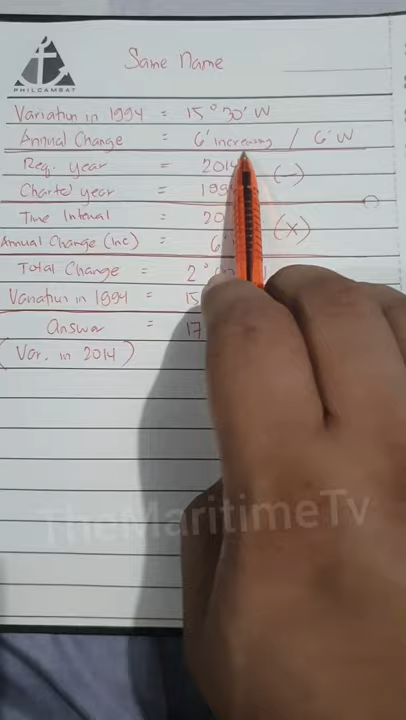 PHILCAMSAT
Same Name
Variation in 1994 = 15° 30' W
Annual Change = 6' increasing / 6' W
Req. year = 2014 (-)
Charted year = 199
Time Interval = 20 (x)
Annual Change (Inc) = 6'
Total Change = 2°
Variation in 1994 = 15
Answer = 17
(Var. in 2014)
TheMaritimeTv